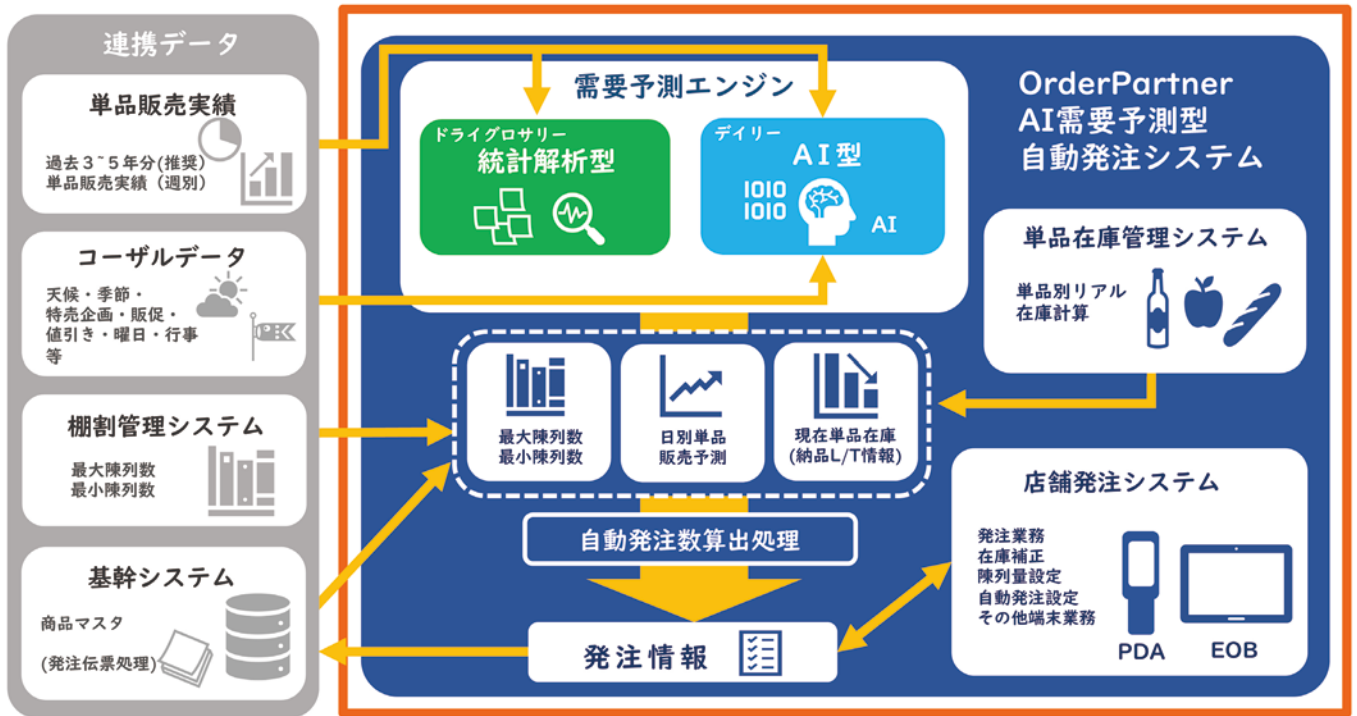 連携データ
単品販売実績
過去3~5年分(推奨)
単品販売実績（週別）
コーザルデータ
天候・季節・
特売企画・販促・
値引き・曜日・行事
等
棚割管理システム
最大陳列数
最小陳列数
基幹システム
商品マスタ
(発注伝票処理)
需要予測エンジン
ドライグロサリー
統計解析型
デイリー
AI型
1010
1010
AI
OrderPartner
AI需要予測型
自動発注システム
単品在庫管理システム
単品別リアル
在庫計算
最大陳列数
最小陳列数
日別単品
販売予測
現在単品在庫
(納品L/T情報)
自動発注数算出処理
発注情報
店舗発注システム
発注業務
在庫補正
陳列量設定
自動発注設定
その他端末業務
PDA
EOB